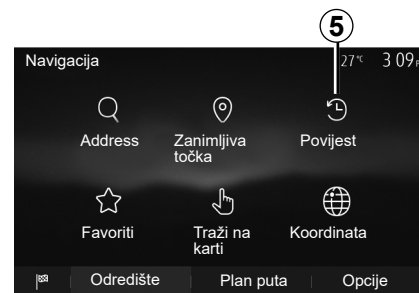 5
Navigacija 27°C 3 09
Address Zanimljiva točka Povijest
Favoriti Traži na karti Koordinata
Odredište Plan puta Opcije